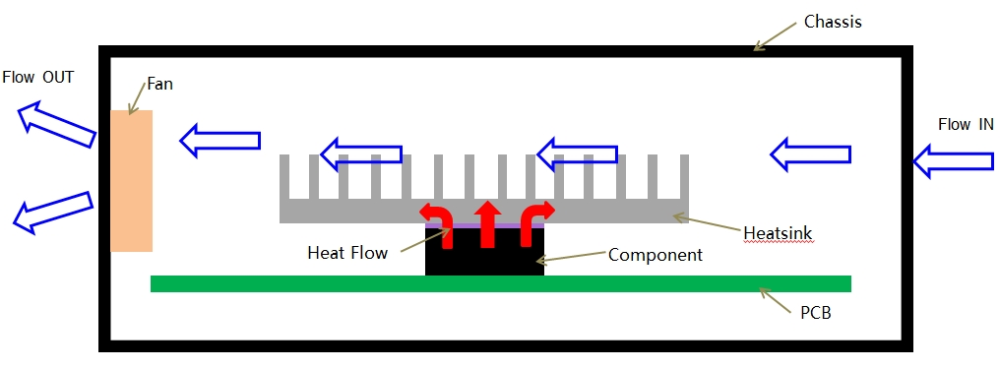 Chassis
Flow OUT
Fan
Flow IN
Heatsink
Heat Flow
Component
PCB